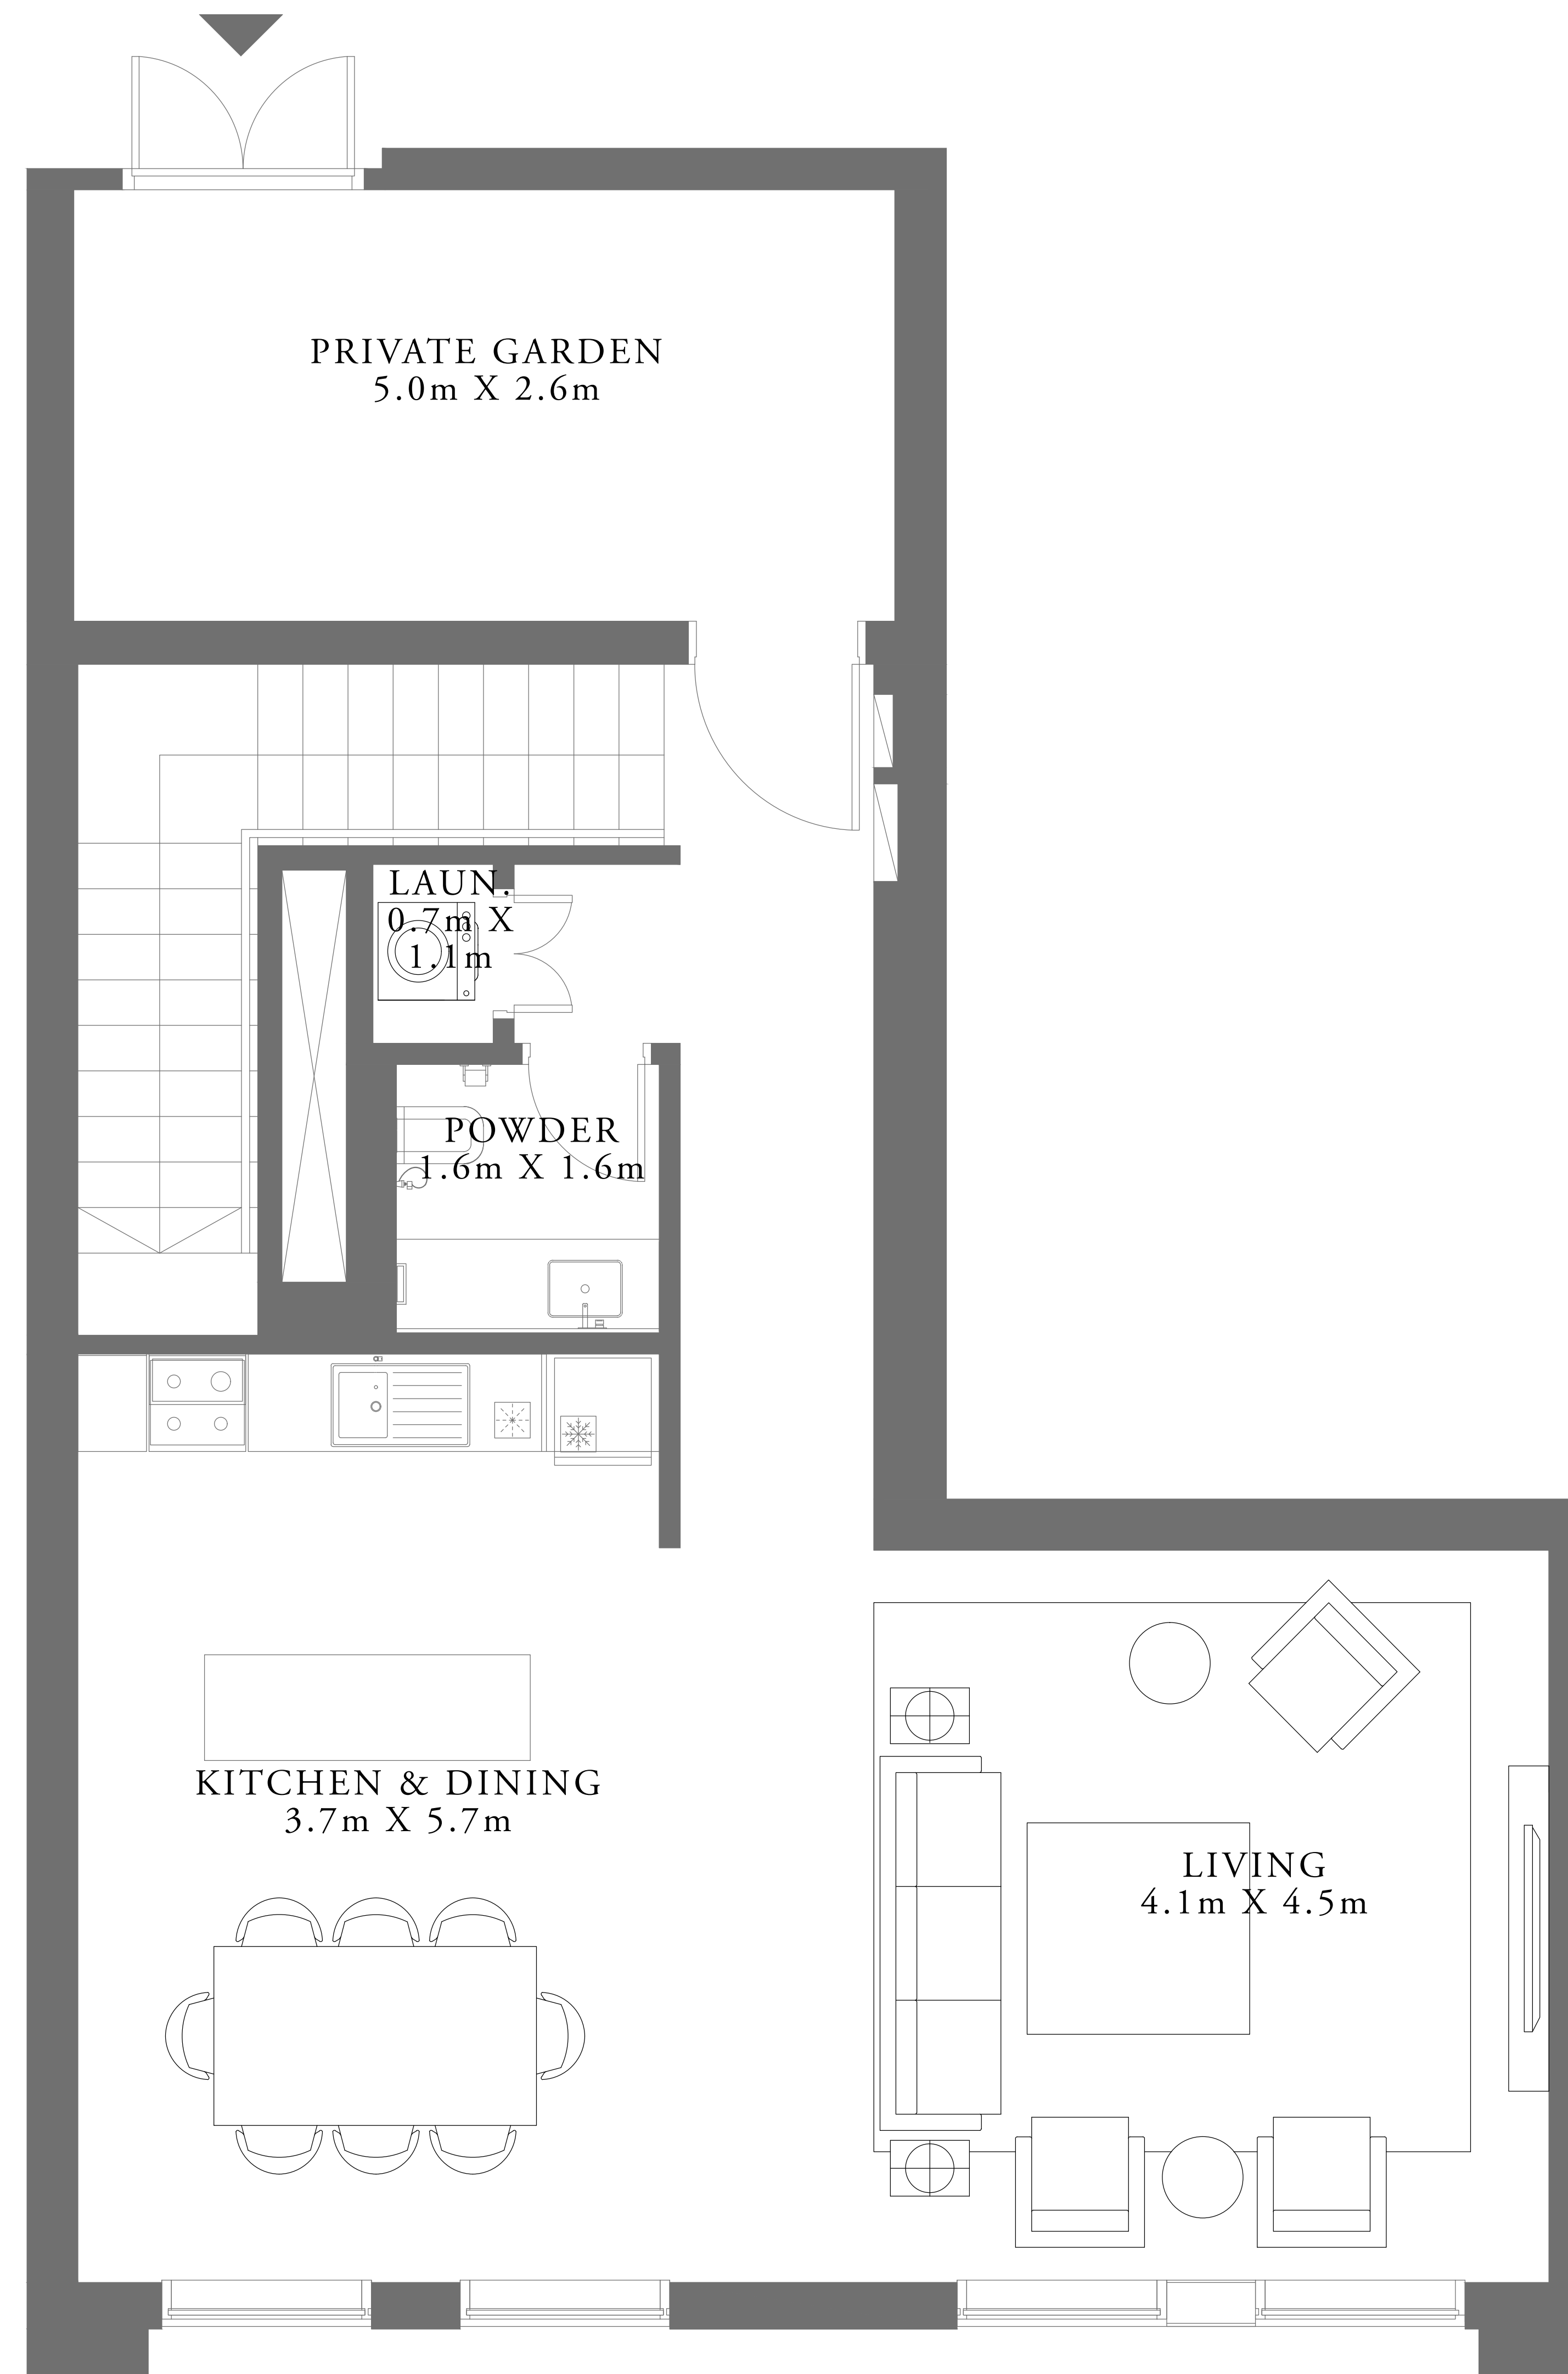 PRIVATE GARDEN
5.0m X 2.6m
LAUN.
0.7m X
1.1m
POWDER
1.6m X 1.6m
KITCHEN & DINING
3.7m X 5.7m
LIVING
4.1m X 4.5m